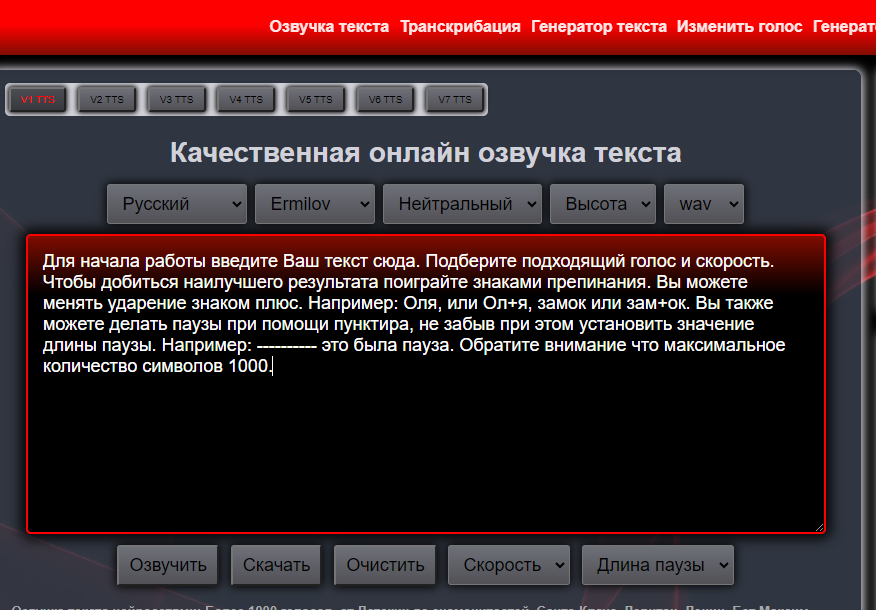 Озвучка текста Транскрибация Генератор текста Изменить голос Генерат
V1 TTS V2 TTS V3 TTS V4 TTS V5 TTS V6 TTS V7 TTS
Качественная онлайн озвучка текста
Русский Ermilov Нейтральный Высота wav
Для начала работы введите Ваш текст сюда. Подберите подходящий голос и скорость.
Чтобы добиться наилучшего результата поиграйте знаками препинания. Вы можете
менять ударение знаком плюс. Например: Оля, или Ол+я, замок или зам+ок. Вы также
можете делать паузы при помощи пунктира, не забыв при этом установить значение
длины паузы. Например: ---------- это была пауза. Обратите внимание что максимальное
количество символов 1000.
Озвучить Скачать Очистить Скорость Длина паузы